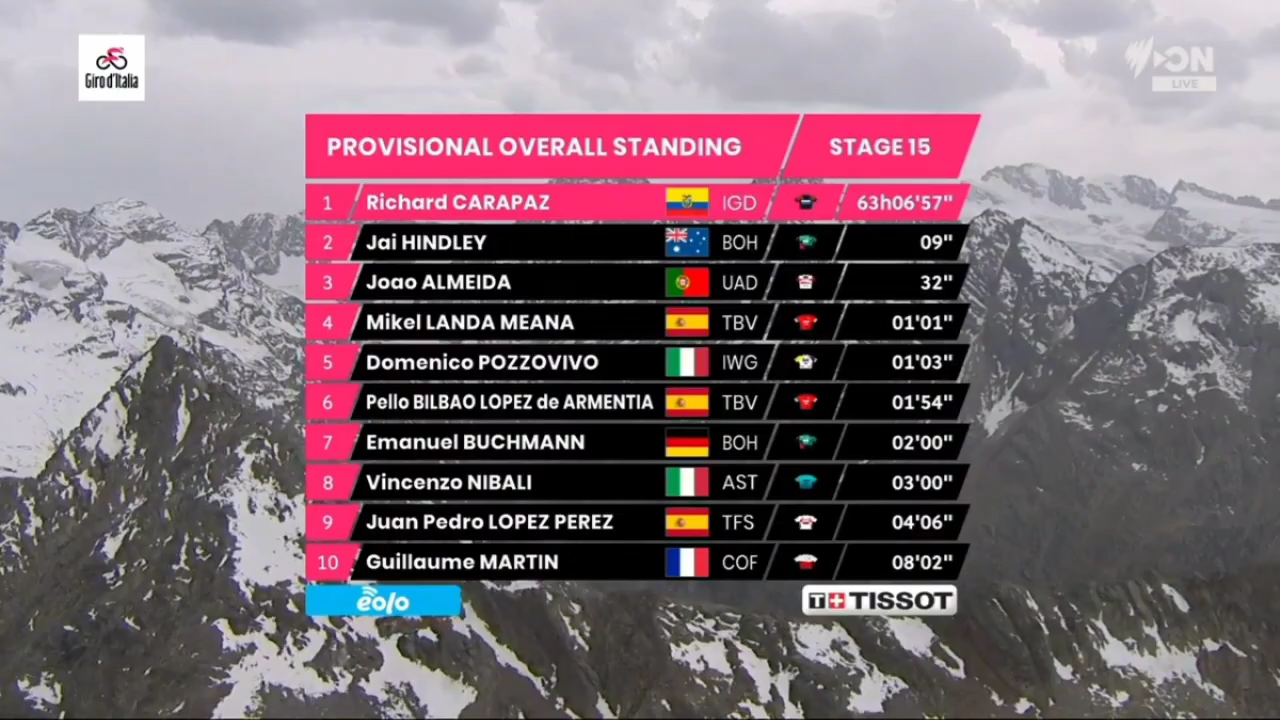 Giro d'Italia
ON
LIVE
PROVISIONAL OVERALL STANDING STAGE 15
1 Richard CARAPAZ IGD 63h06'57"
2 Jai HINDLEY BOH 09"
3 Joao ALMEIDA UAD 32"
4 Mikel LANDA MEANA TBV 01'01"
5 Domenico POZZOVIVO IWG 01'03"
6 Pello BILBAO LOPEZ de ARMENTIA TBV 01'54"
7 Emanuel BUCHMANN BOH 02'00"
8 Vincenzo NIBALI AST 03'00"
9 Juan Pedro LOPEZ PEREZ TFS 04'06"
10 Guillaume MARTIN COF 08'02"
eolo T+ TISSOT